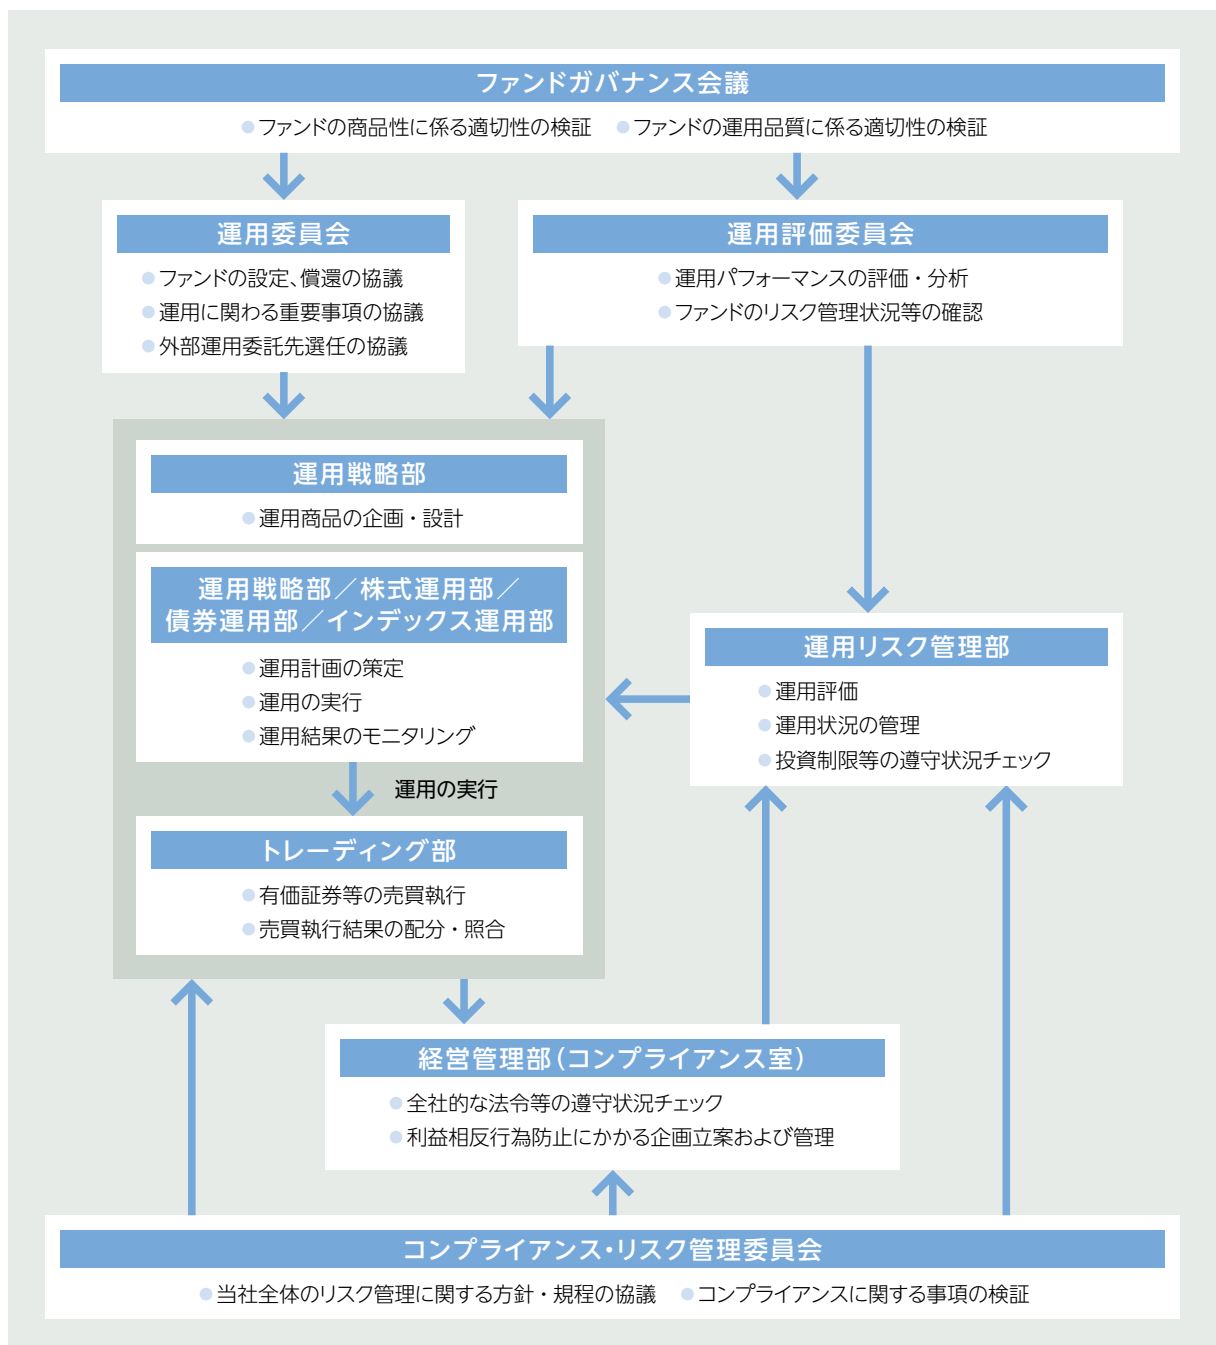 ファンドガバナンス会議
●ファンドの商品性に係る適切性の検証 ●ファンドの運用品質に係る適切性の検証
運用委員会
●ファンドの設定、償還の協議
●運用に関わる重要事項の協議
●外部運用委託先選任の協議
運用評価委員会
●運用パフォーマンスの評価・分析
●ファンドのリスク管理状況等の確認
運用戦略部
●運用商品の企画・設計
運用戦略部／株式運用部／
債券運用部／インデックス運用部
●運用計画の策定
●運用の実行
●運用結果のモニタリング
運用の実行
トレーディング部
●有価証券等の売買執行
●売買執行結果の配分・照合
運用リスク管理部
●運用評価
●運用状況の管理
●投資制限等の遵守状況チェック
経営管理部（コンプライアンス室）
●全社的な法令等の遵守状況チェック
●利益相反行為防止にかかる企画立案および管理
コンプライアンス・リスク管理委員会
●当社全体のリスク管理に関する方針・規程の協議 ●コンプライアンスに関する事項の検証